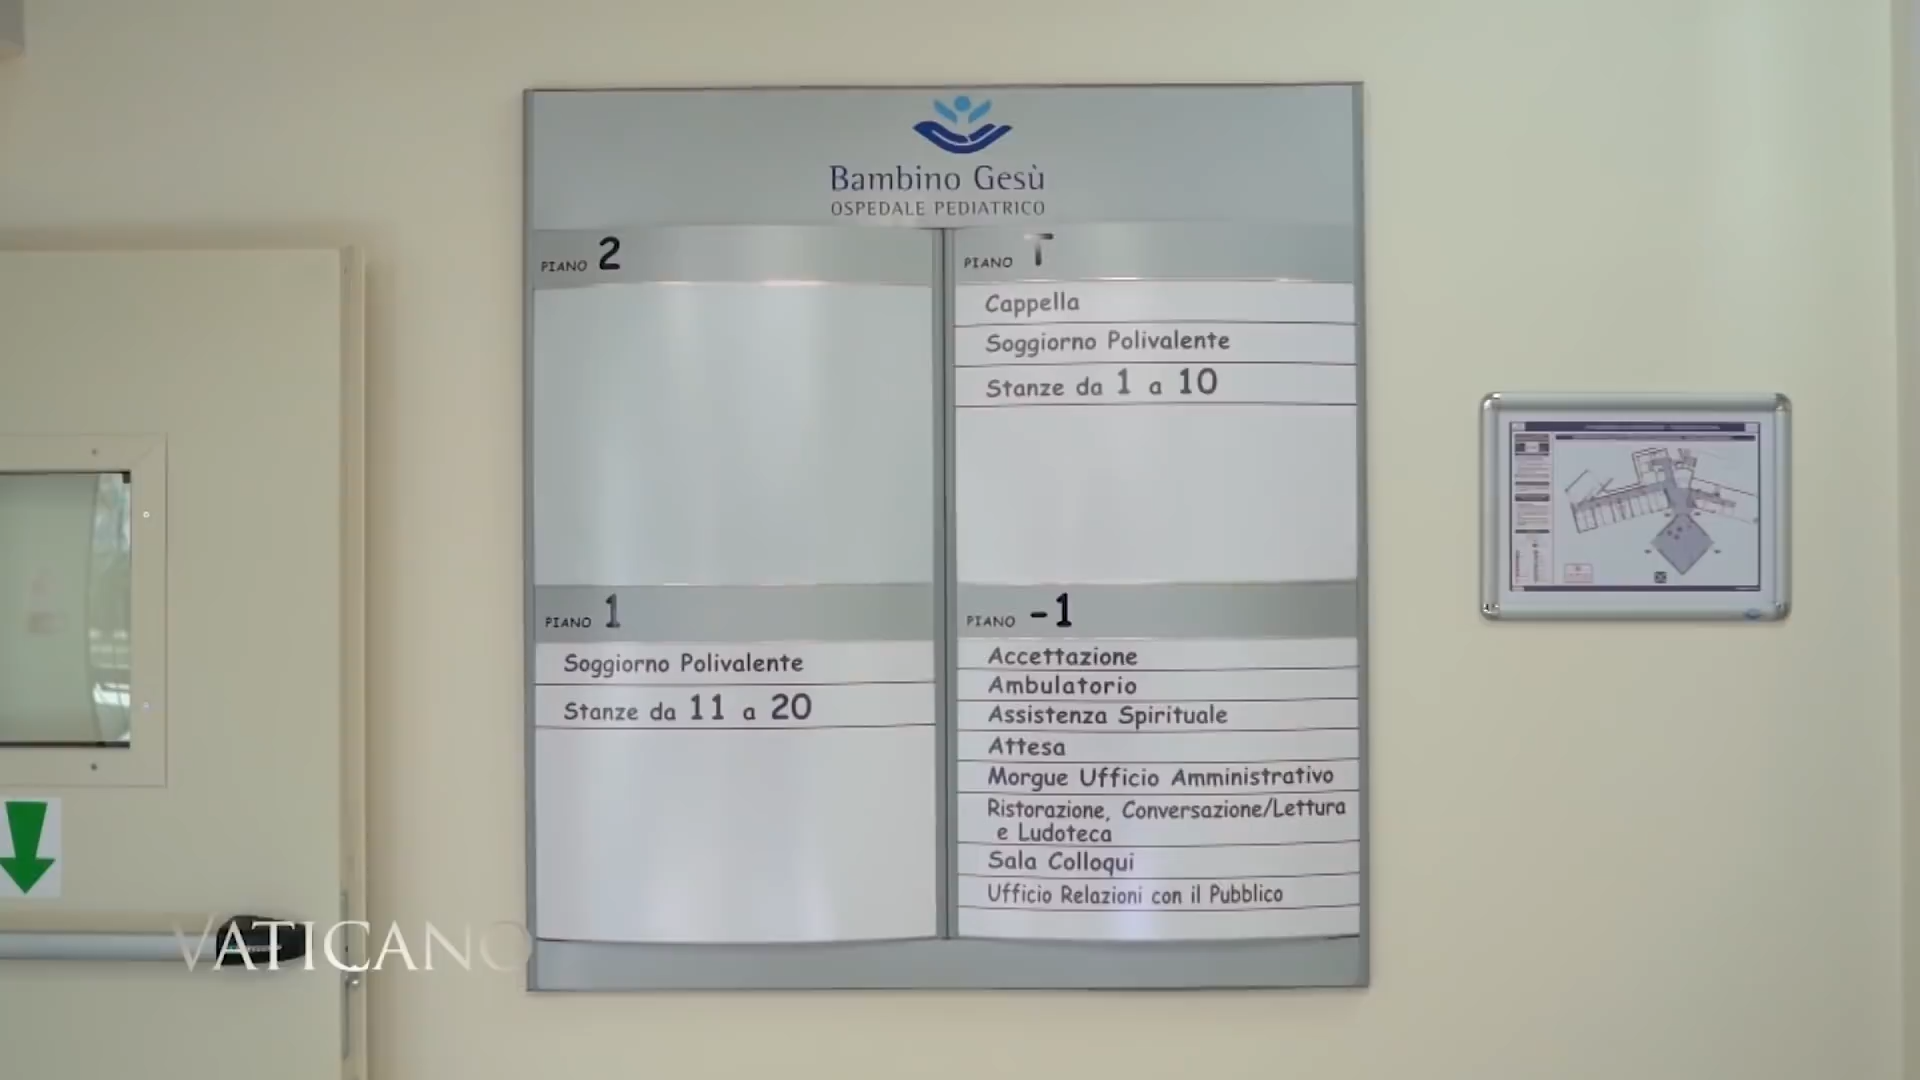 Bambino Gesù
OSPEDALE PEDIATRICO
PIANO 2
PIANO 1
Soggiorno Polivalente
Stanze da 11 a 20
PIANO T
Cappella
Soggiorno Polivalente
Stanze da 1 a 10
PIANO -1
Accettazione
Ambulatorio
Assistenza Spirituale
Attesa
Morgue Ufficio Amministrativo
Ristorazione, Conversazione/Lettura
e Ludoteca
Sala Colloqui
Ufficio Relazioni con il Pubblico
VATICANO